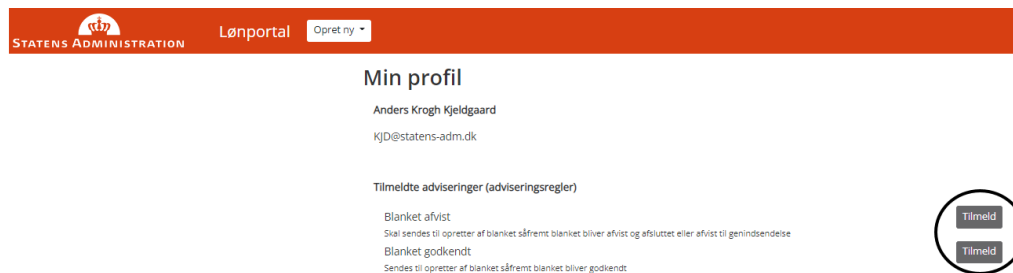 STATENS ADMINISTRATION
Lønportal
Opret ny
Min profil
Anders Krogh Kjeldgaard
KJD@statens-adm.dk
Tilmeldte adviseringer (adviseringsregler)
Blanket afvist
Tilmeld
Skal sendes til opretter af blanket såfremt blanket bliver afvist og afsluttet eller afvist til genindsendelse
Blanket godkendt
Tilmeld
Sendes til opretter af blanket såfremt blanket bliver godkendt